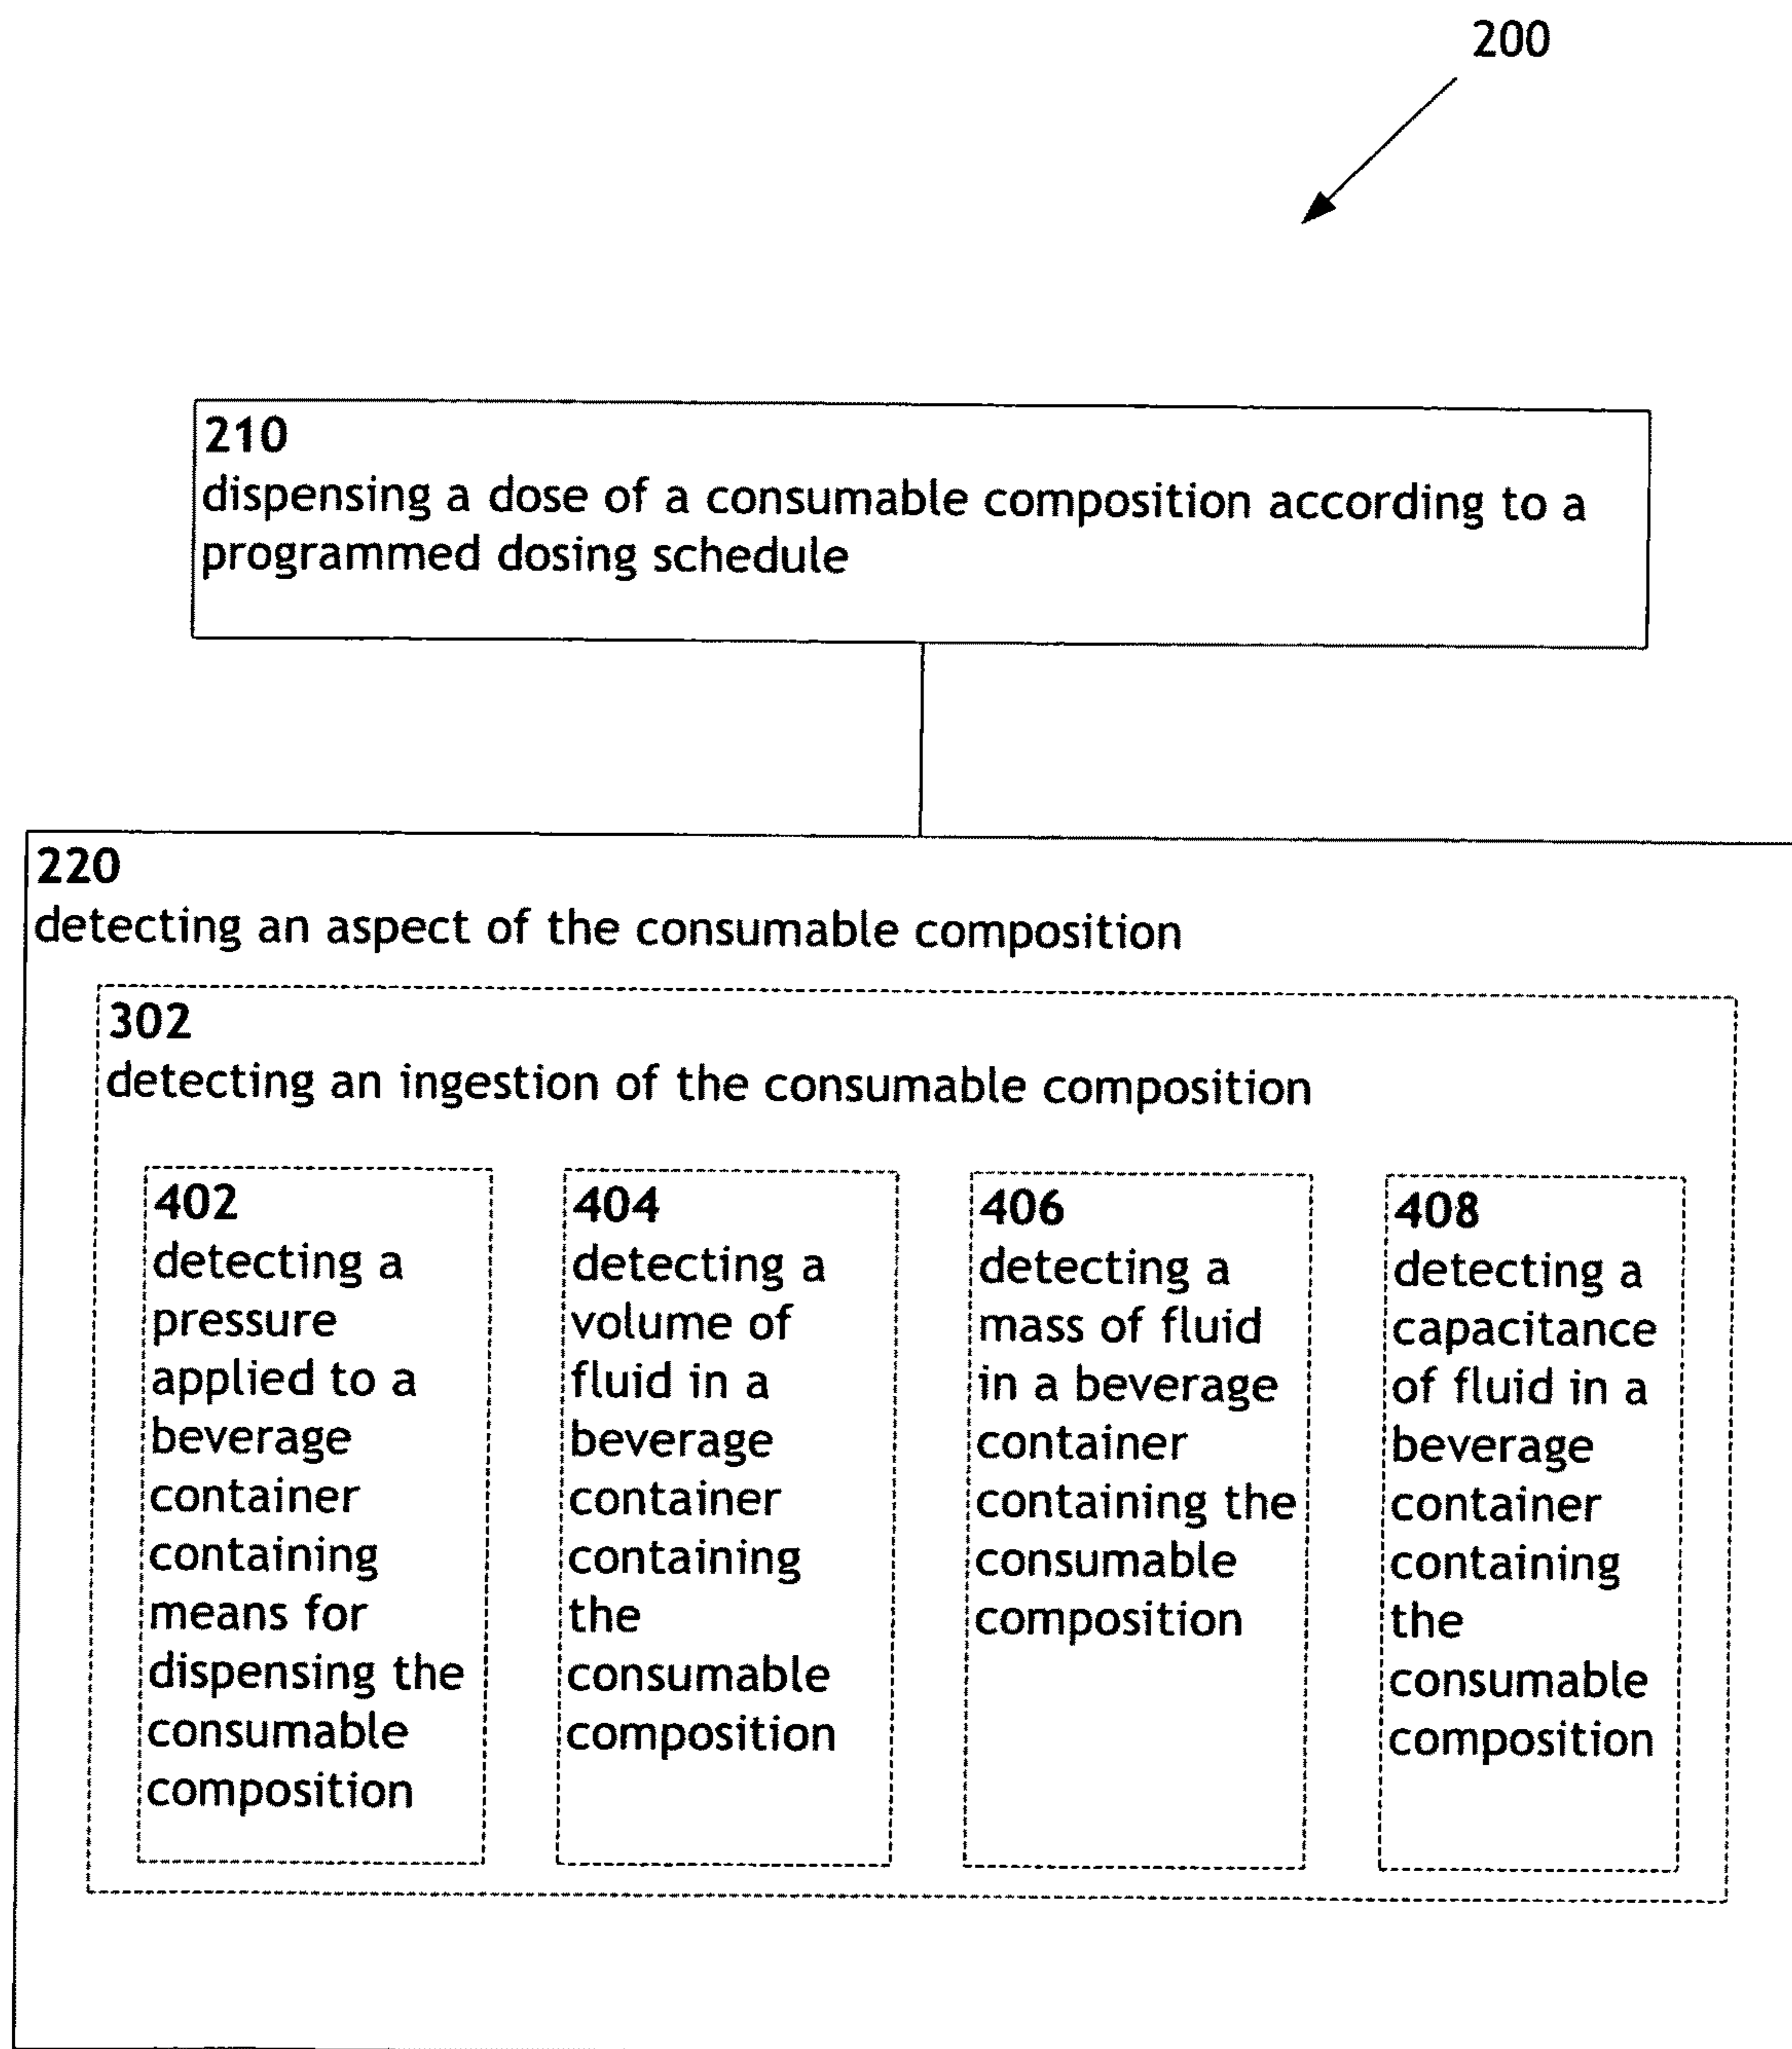 200
210
dispensing a dose of a consumable composition according to a
programmed dosing schedule
220
detecting an aspect of the consumable composition
302
detecting an ingestion of the consumable composition
402
detecting a
pressure
applied to a
beverage
container
containing
means for
dispensing the
consumable
composition
404
detecting a
volume of
fluid in a
beverage
container
containing
the
consumable
composition
406
detecting a
mass of fluid
in a beverage
container
containing the
consumable
composition
408
detecting a
capacitance
of fluid in a
beverage
container
containing
the
consumable
composition